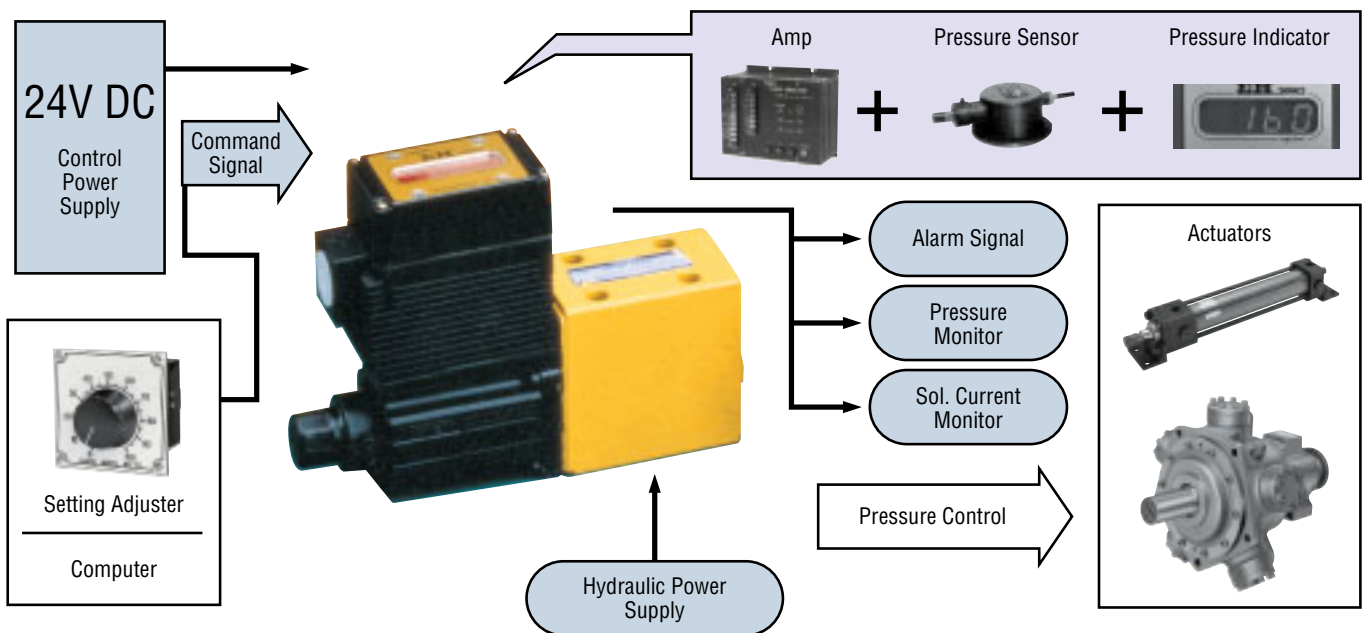 24V DC
Control
Power
Supply
Command
Signal
Amp
Pressure Sensor
Pressure Indicator
160
Alarm Signal
Pressure
Monitor
Sol. Current
Monitor
Actuators
Setting Adjuster
Computer
Pressure Control
Hydraulic Power
Supply